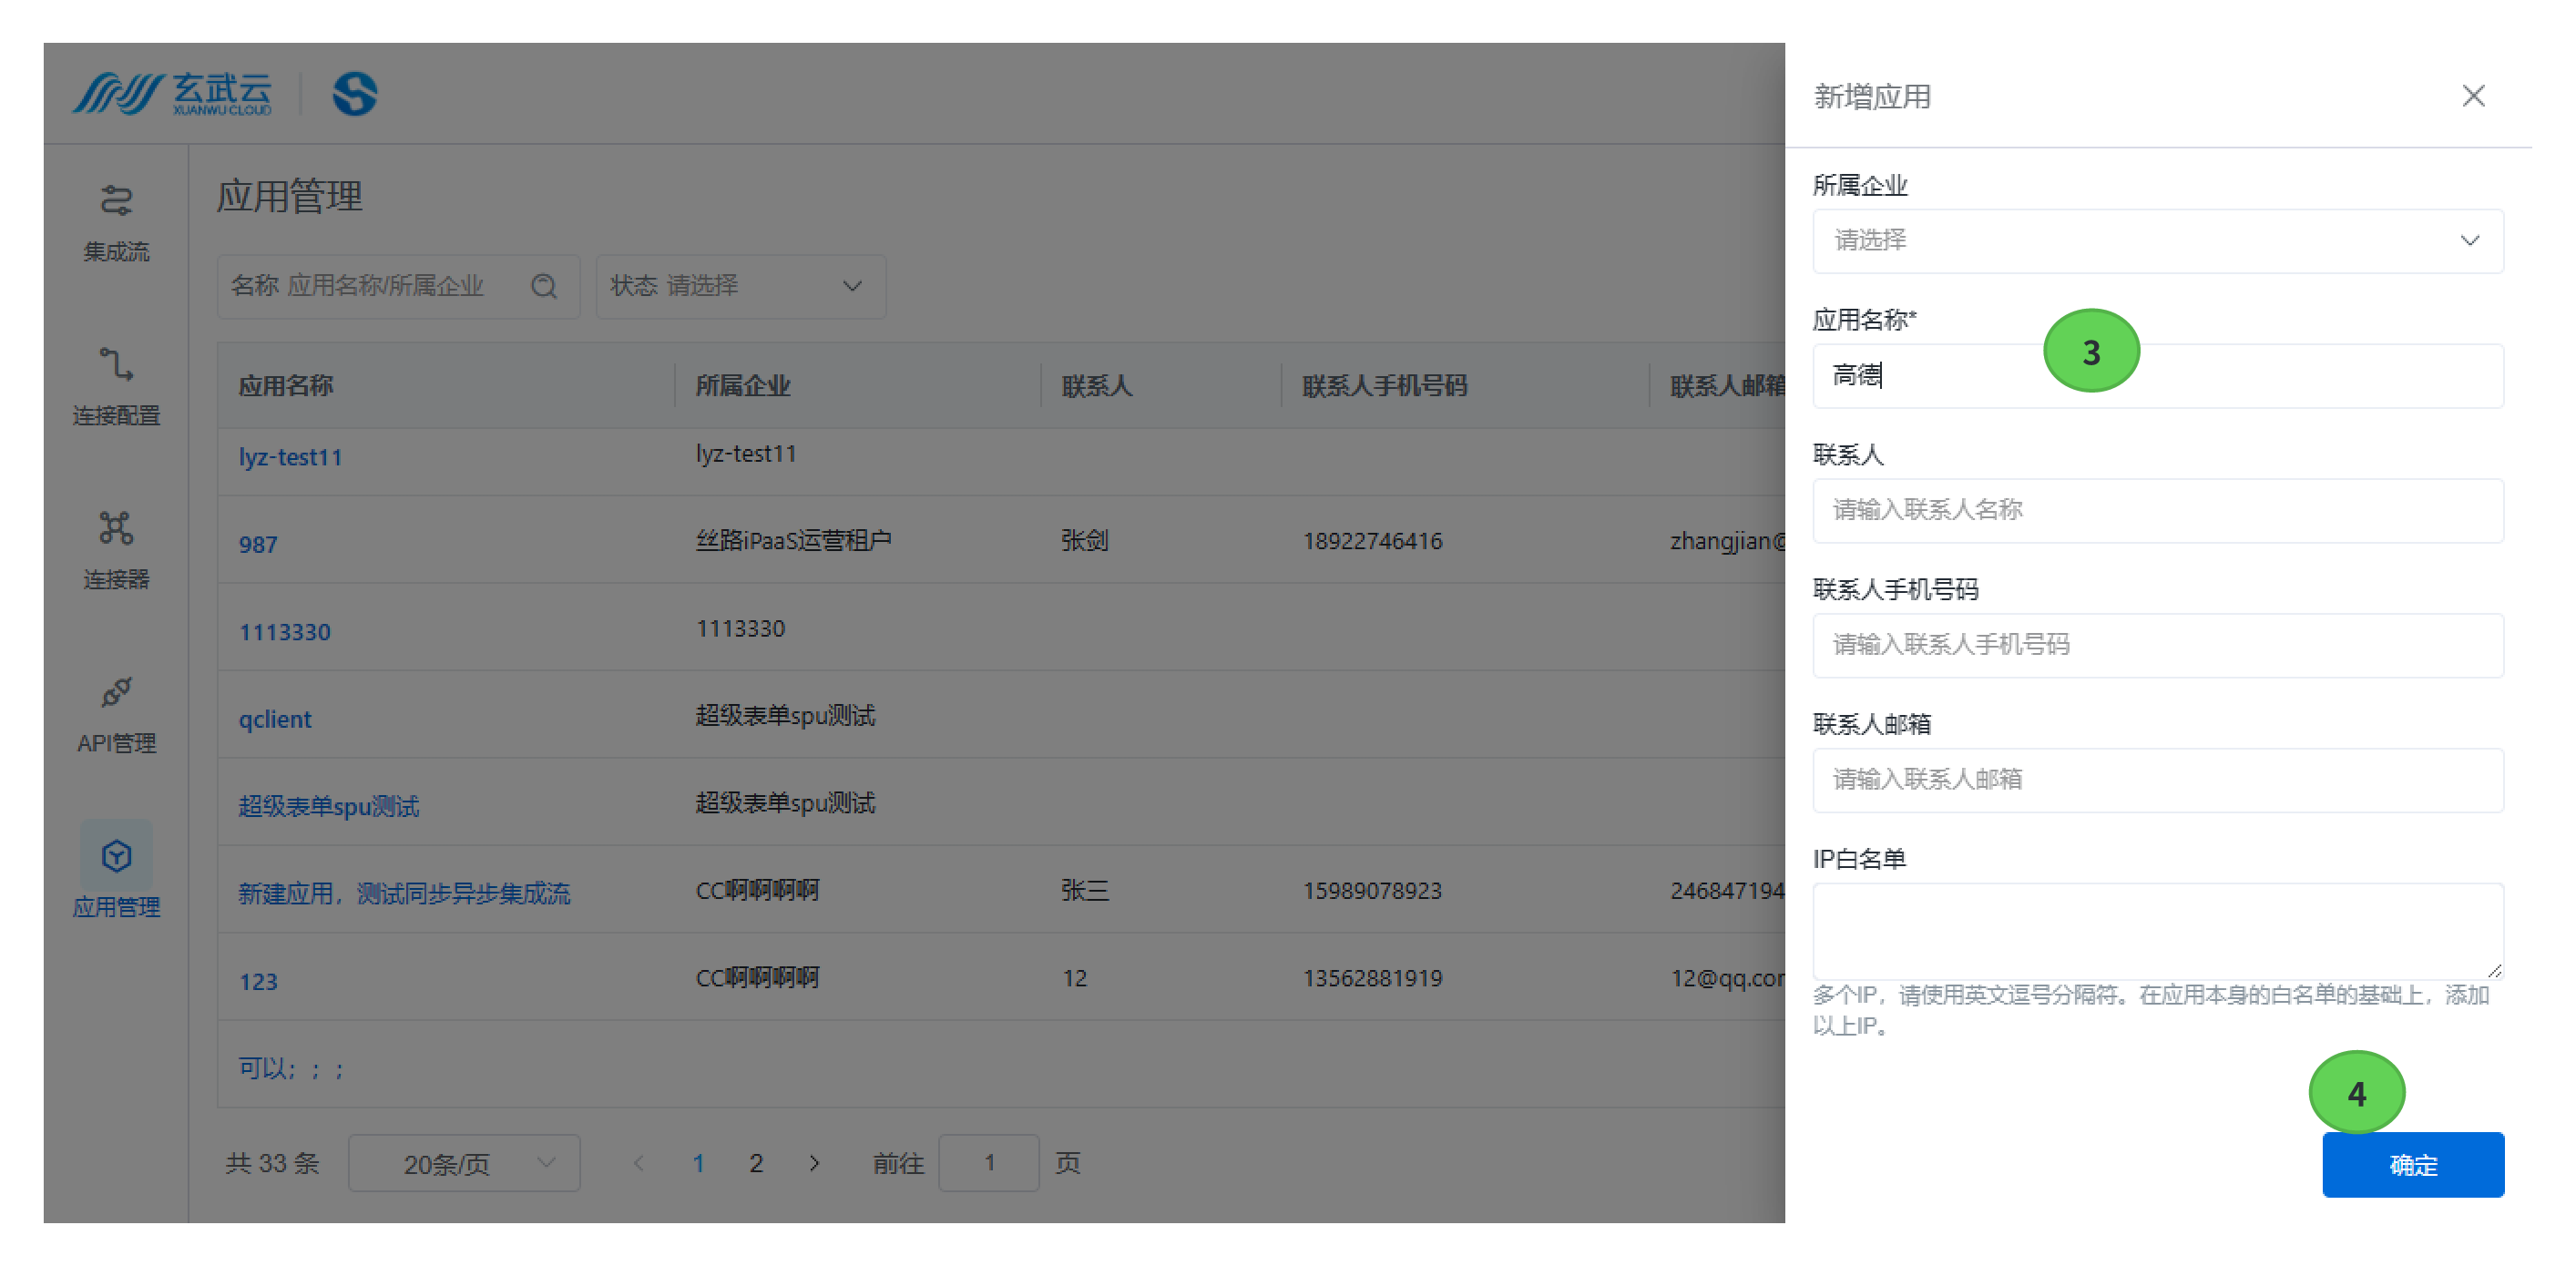 玄武云
XUANWU CLOUD
集成流
连接配置
连接器
API管理
应用管理
应用管理
名称 应用名称/所属企业
状态 请选择
应用名称 所属企业 联系人 联系人手机号码 联系人邮箱
lyz-test11 lyz-test11
987 丝路iPaaS运营租户 张剑 18922746416 zhangjian@
1113330 1113330
qclient 超级表单spu测试
超级表单spu测试 超级表单spu测试
新建应用，测试同步异步集成流 CC啊啊啊啊 张三 15989078923 246847194
123 CC啊啊啊啊 12 13562881919 12@qq.cor
可以；；；
共 33 条 20条/页 1 2 前往 1 页
新增应用
所属企业
请选择
应用名称*
3
高德
联系人
请输入联系人名称
联系人手机号码
请输入联系人手机号码
联系人邮箱
请输入联系人邮箱
IP白名单
多个IP，请使用英文逗号分隔符。在应用本身的白名单的基础上，添加
以上IP。
4
确定